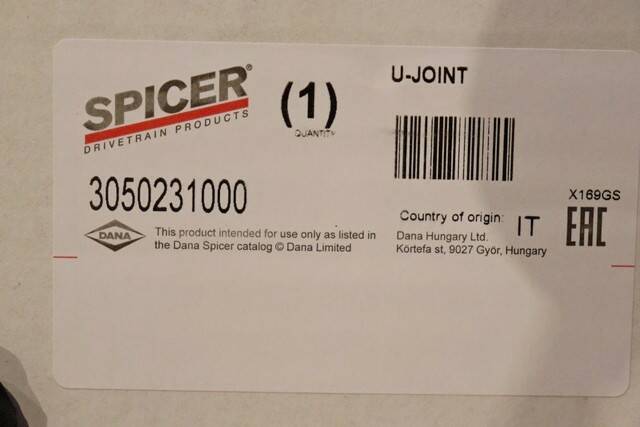 SPICER®
DRIVETRAIN PRODUCTS
(1)
QUANTITY
U-JOINT
3050231000
X169GS
DANA
This product intended for use only as listed in
the Dana Spicer catalog © Dana Limited
Country of origin: IT
Dana Hungary Ltd.
Körtefa st, 9027 Győr, Hungary
EAC